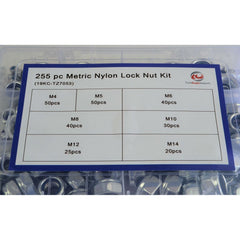 255 pc Metric Nylon Lock Nut Kit
(19KC-TZ7053)
M4
50pcs
M5
50pcs
M6
40pcs
M8
40pcs
M10
30pcs
M12
25pcs
M14
20pcs